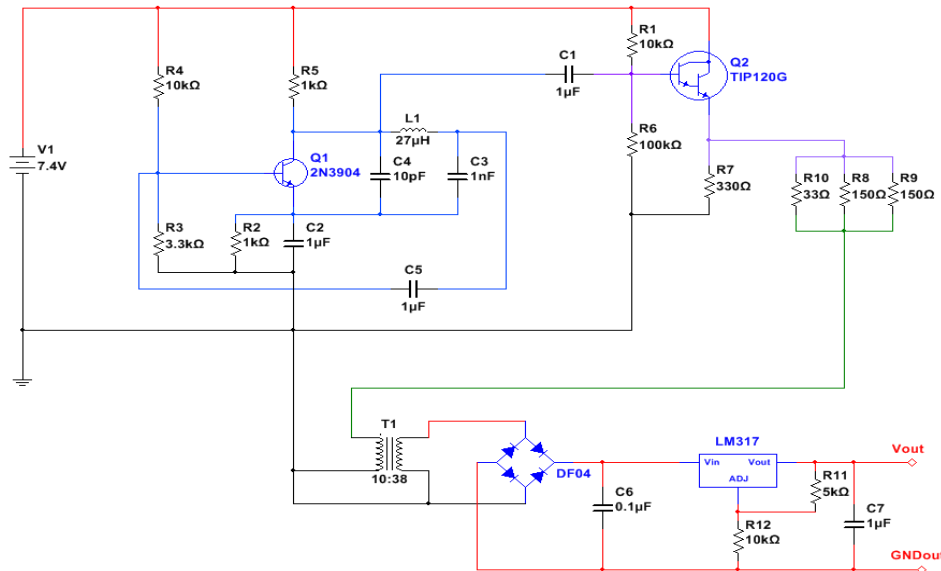 R4
10kΩ
R5
1kΩ
R1
10kΩ
C1
1µF
Q2
TIP120G
L1
27µH
V1
7.4V
Q1
2N3904
C4
10pF
C3
1nF
R6
100kΩ
R7
330Ω
R10
33Ω
R8
150Ω
R9
150Ω
R3
3.3kΩ
R2
1kΩ
C2
1µF
C5
1µF
T1
10:38
DF04
LM317
Vin
Vout
ADJ
Vout
R11
5kΩ
C6
0.1µF
R12
10kΩ
C7
1µF
GNDout